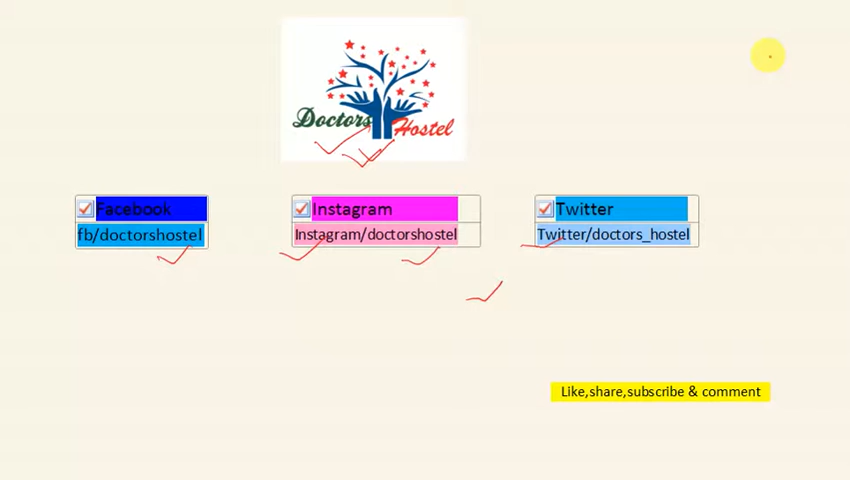 Doctors Hostel
Facebook
fb/doctorshostel
Instagram
Instagram/doctorshostel
Twitter
Twitter/doctors_hostel
Like,share,subscribe & comment